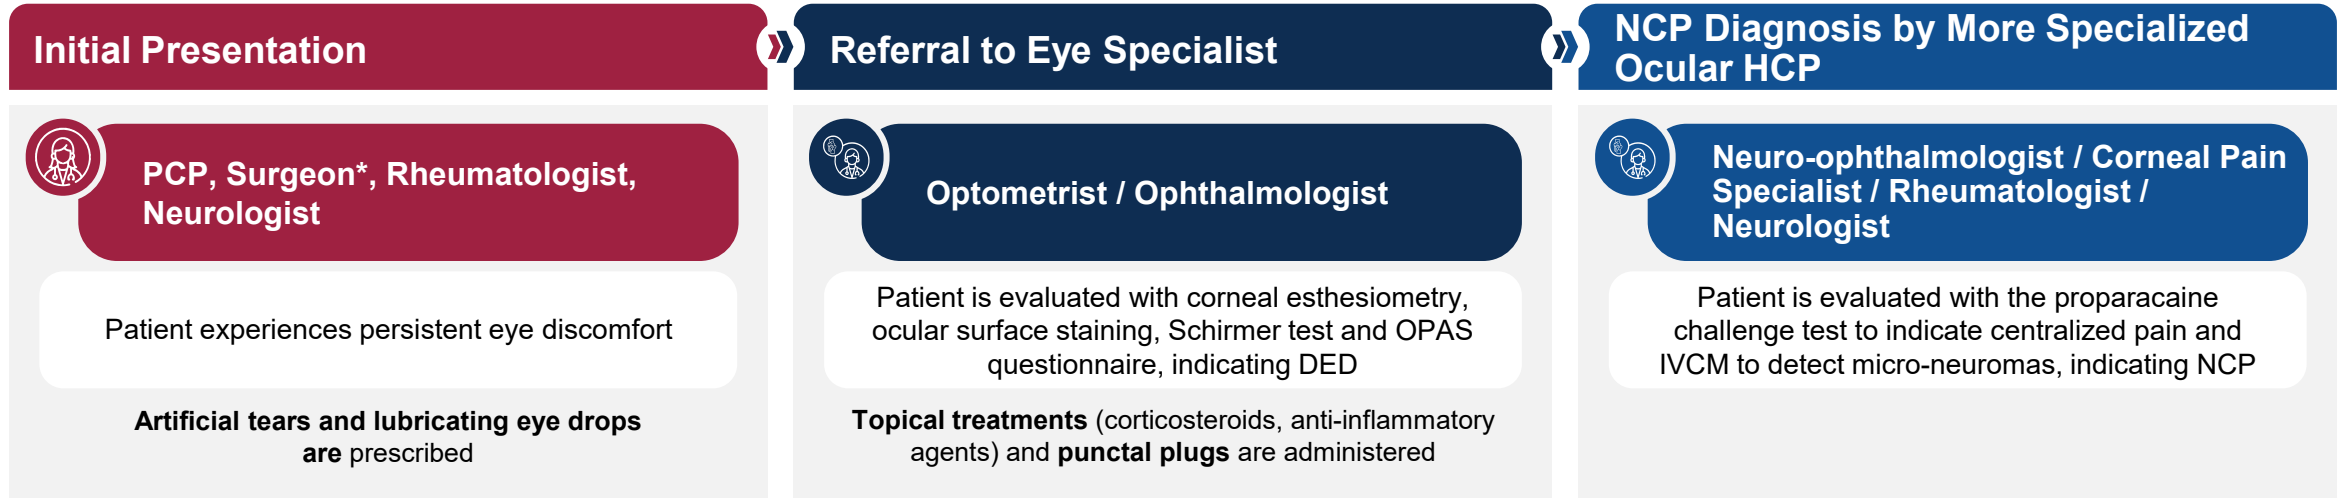 Initial Presentation
PCP, Surgeon*, Rheumatologist,
Neurologist
Patient experiences persistent eye discomfort
Artificial tears and lubricating eye drops
are prescribed
Referral to Eye Specialist
Optometrist / Ophthalmologist
Patient is evaluated with corneal esthesiometry,
ocular surface staining, Schirmer test and OPAS
questionnaire, indicating DED
Topical treatments (corticosteroids, anti-inflammatory
agents) and punctal plugs are administered
NCP Diagnosis by More Specialized
Ocular HCP
Neuro-ophthalmologist / Corneal Pain
Specialist / Rheumatologist /
Neurologist
Patient is evaluated with the proparacaine
challenge test to indicate centralized pain and
IVCM to detect micro-neuromas, indicating NCP